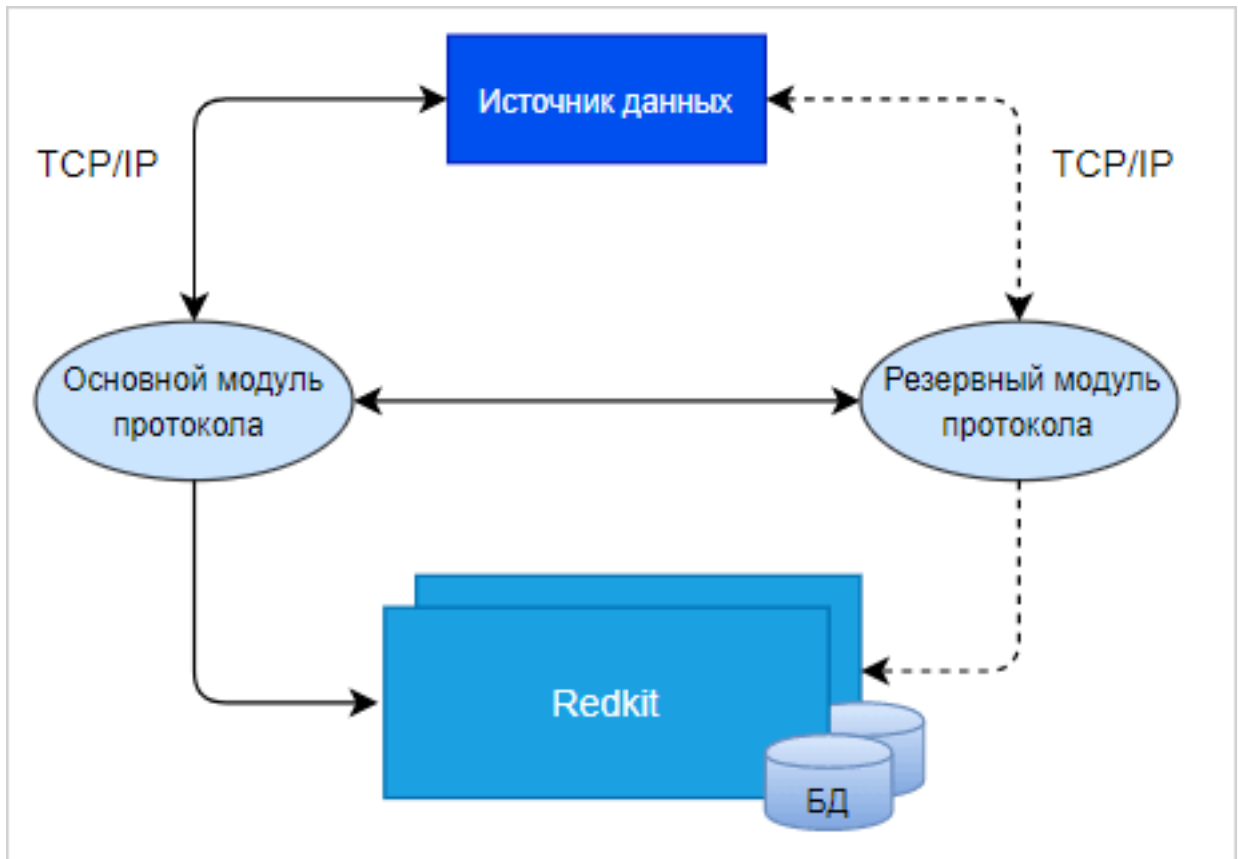 Источник данных
TCP/IP
TCP/IP
Основной модуль
протокола
Резервный модуль
протокола
Redkit
БД